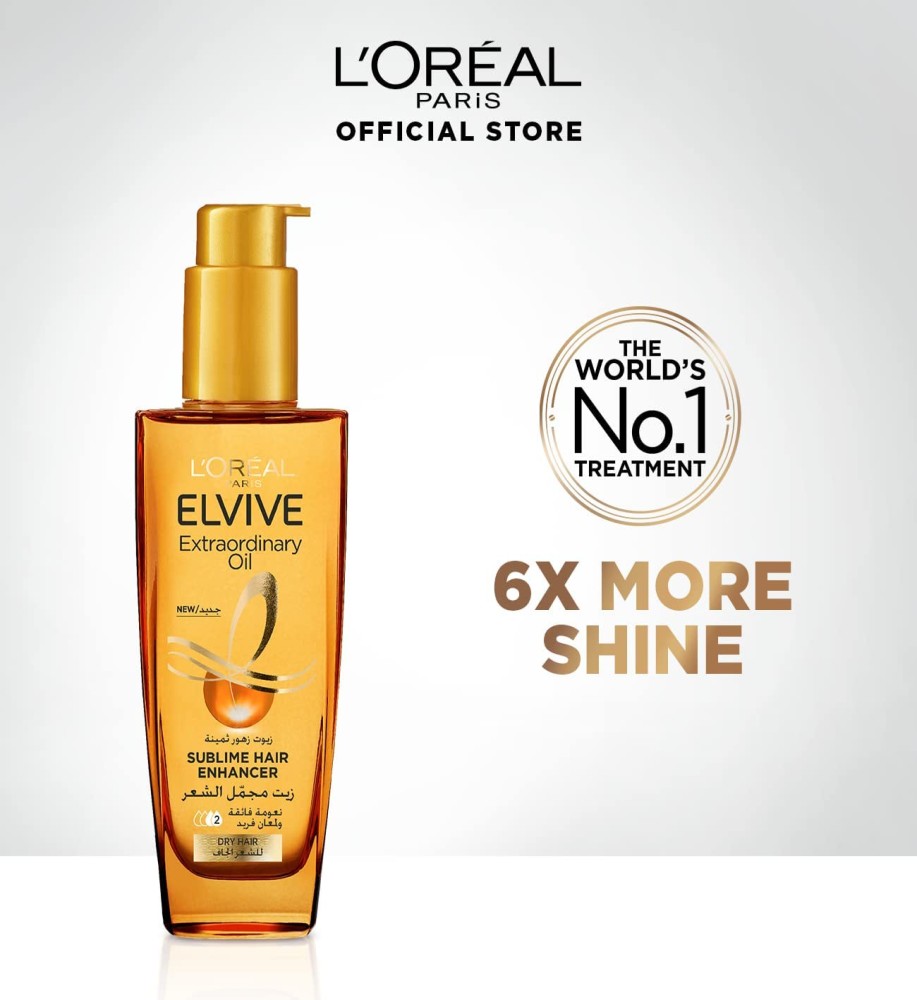 L'ORÉAL
PARiS
OFFICIAL STORE
L'ORÉAL
PARIS
ELVIVE
Extraordinary
Oil
NEW/جديد
زيوت زهور ثمينة
SUBLIME HAIR
ENHANCER
زيت مجمّل الشعر
نعومة فائقة
2
ولمعان فريد
DRY HAIR
للشعر الجاف
THE
WORLD'S
No.1
TREATMENT
6X MORE
SHINE